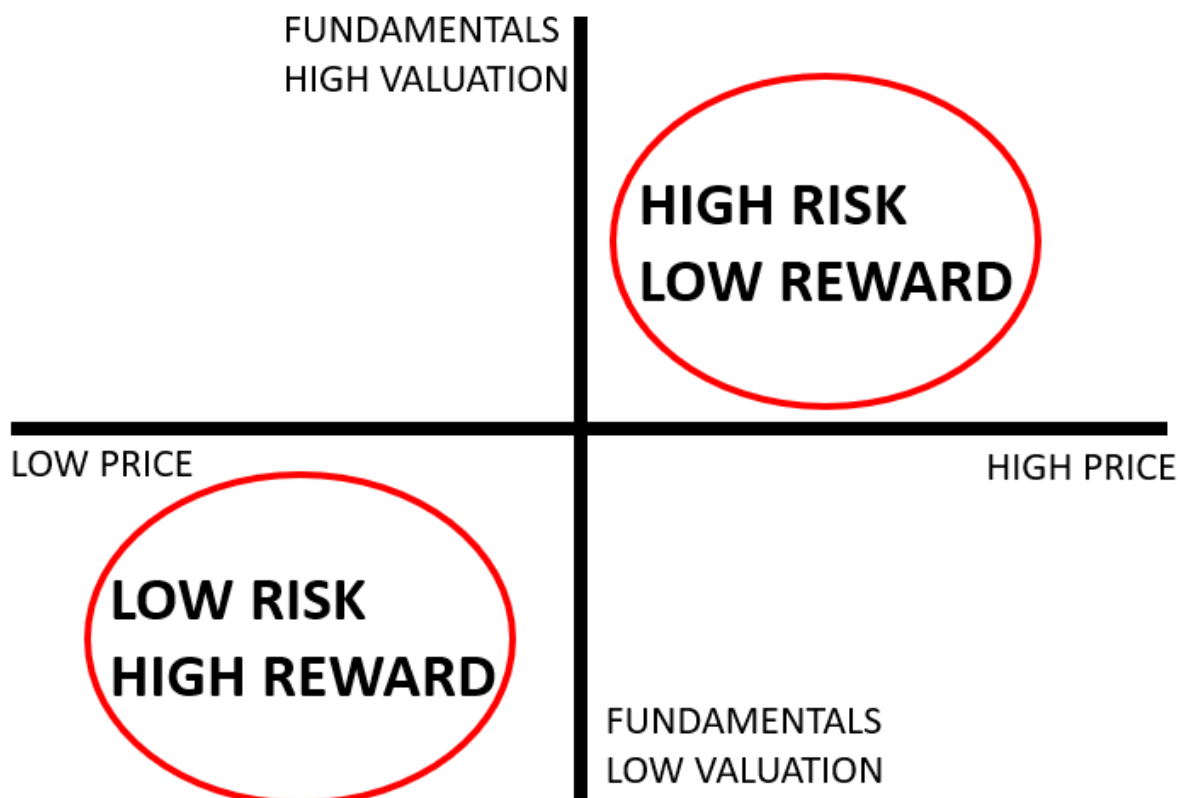 FUNDAMENTALS
HIGH VALUATION
HIGH RISK
LOW REWARD
LOW PRICE
HIGH PRICE
LOW RISK
HIGH REWARD
FUNDAMENTALS
LOW VALUATION